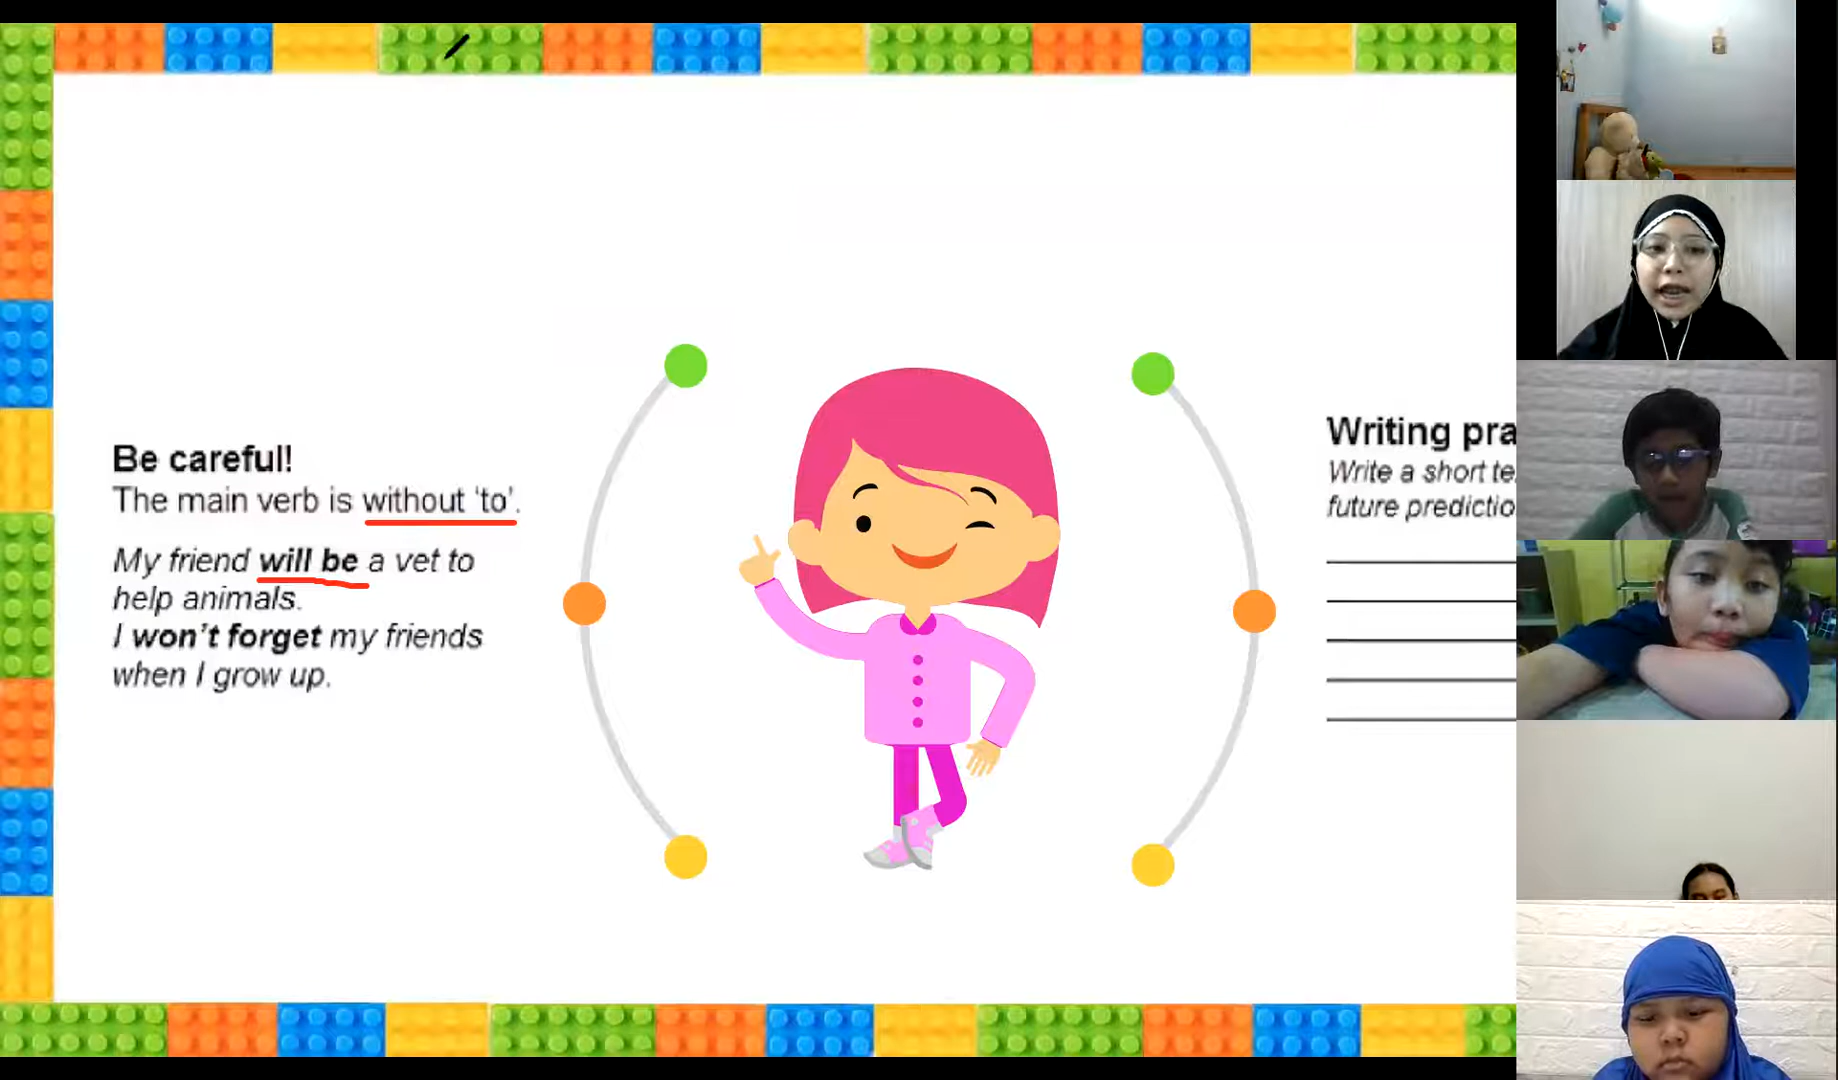 Be careful!
The main verb is without 'to'.
My friend will be a vet to
help animals.
I won't forget my friends
when I grow up.
Writing pra
Write a short te
future predictio